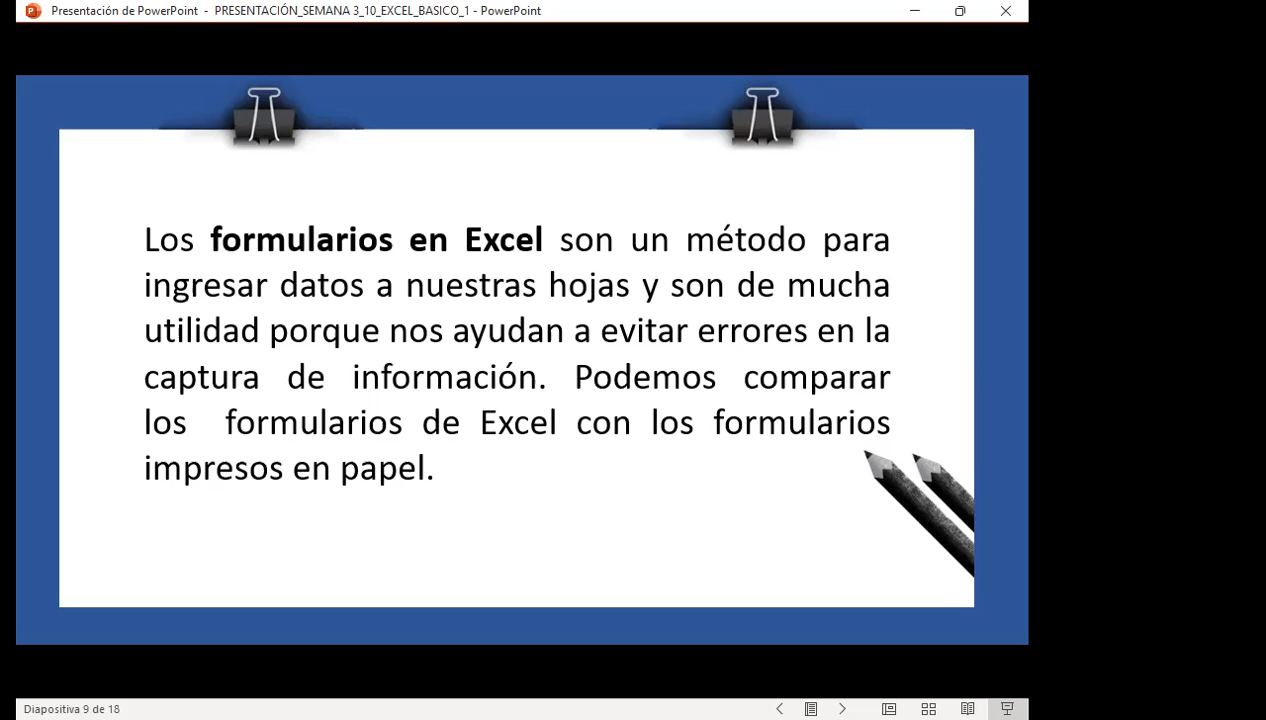 Presentación de PowerPoint - PRESENTACIÓN_SEMANA 3_10_EXCEL_BASICO_1 - PowerPoint
Los formularios en Excel son un método para
ingresar datos a nuestras hojas y son de mucha
utilidad porque nos ayudan a evitar errores en la
captura de información. Podemos comparar
los formularios de Excel con los formularios
impresos en papel.
Diapositiva 9 de 18